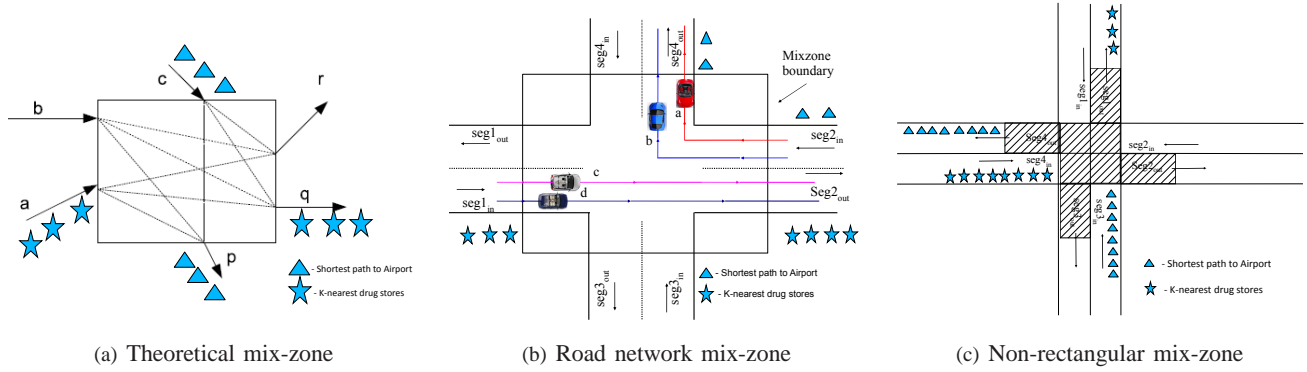 c
r
b
a
q
p
- Shortest path to Airport
- K-nearest drug stores
(a) Theoretical mix-zone
seg4in
seg4out
Mixzone
boundary
a
b
seg1out
seg2in
c
d
seg1in
Seg2out
seg3out
seg3in
- Shortest path to Airport
- K-nearest drug stores
(b) Road network mix-zone
seg1in
seg1out
Seg4out
seg2in
seg4in
Seg2out
seg3in
- Shortest path to Airport
- K-nearest drug stores
(c) Non-rectangular mix-zone